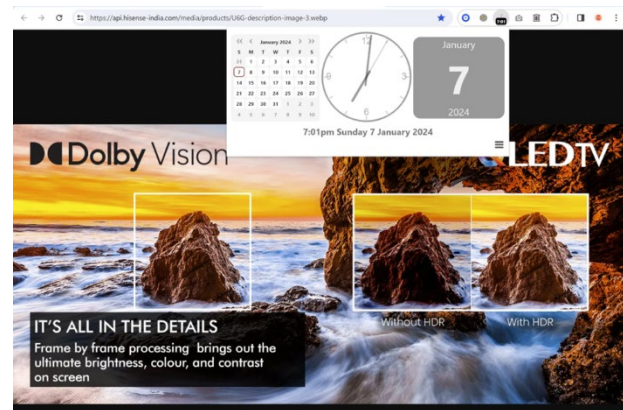 https://api.hisense-india.com/media/products/U6G-description-image-3.webp
7:01
<< < January 2024 > >>
S M T W T F S
31 1 2 3 4 5 6
7 8 9 10 11 12 13
14 15 16 17 18 19 20
21 22 23 24 25 26 27
28 29 30 31 1 2 3
4 5 6 7 8 9 10
12
3
6
9
January
7
2024
7:01pm Sunday 7 January 2024
Dolby Vision
LEDTV
Without HDR
With HDR
IT'S ALL IN THE DETAILS
Frame by frame processing brings out the
ultimate brightness, colour, and contrast
on screen